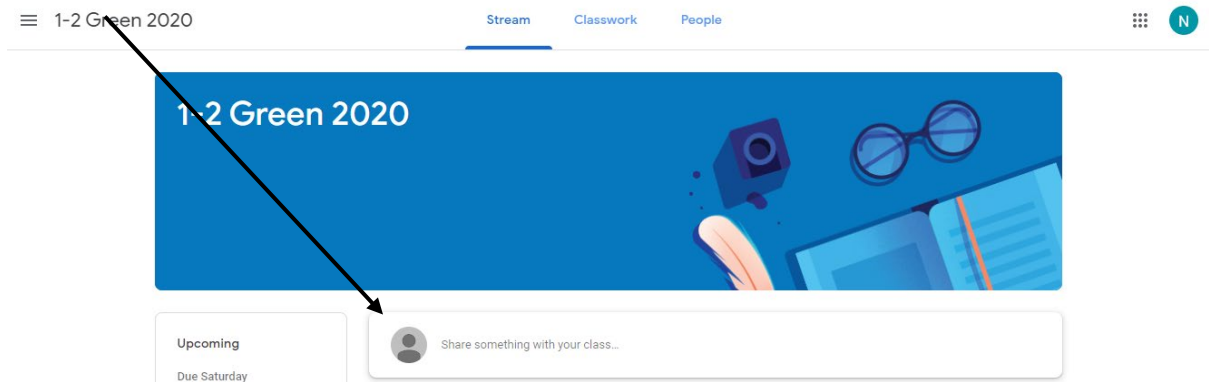 1-2 Green 2020
Stream Classwork People
N
1-2 Green 2020
Upcoming
Due Saturday
Share something with your class...